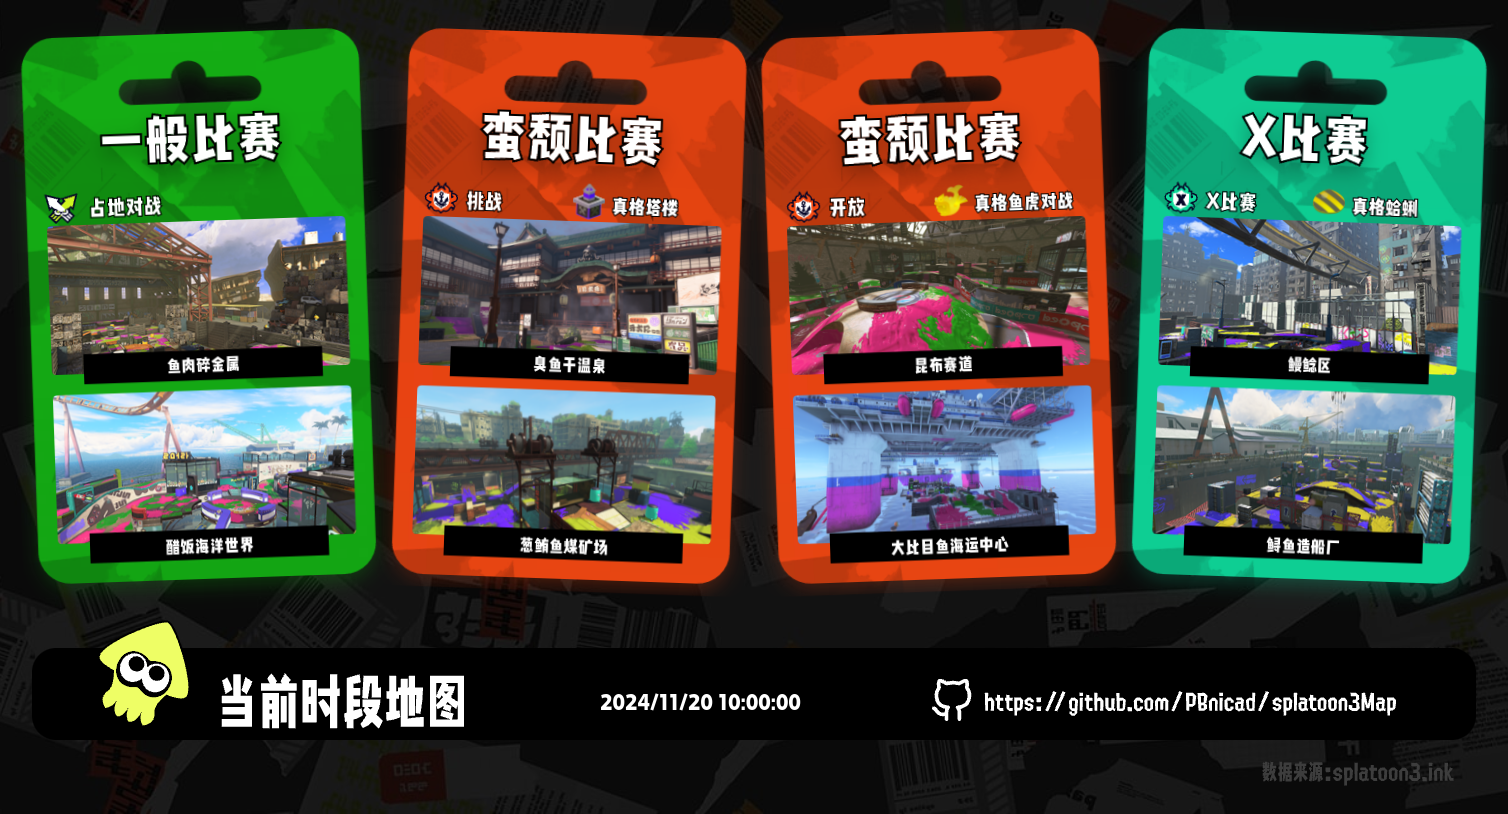 一般比赛
占地对战
鱼肉碎金属
醋饭海洋世界
蛮颓比赛
挑战
真格塔楼
臭鱼干温泉
葱鲔鱼煤矿场
蛮颓比赛
开放
真格鱼虎对战
昆布赛道
大比目鱼海运中心
X比赛
X比赛
真格蛤蜊
鳗鲶区
鲟鱼造船厂
当前时段地图
2024/11/20 10:00:00
https://github.com/PBnicad/splatoon3Map
数据来源:splatoon3.ink